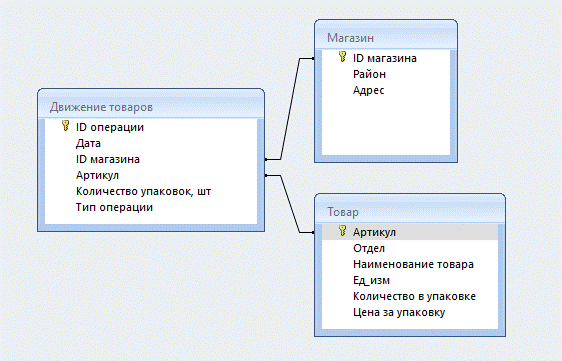 Движение товаров
ID операции
Дата
ID магазина
Артикул
Количество упаковок, шт
Тип операции
Магазин
ID магазина
Район
Адрес
Товар
Артикул
Отдел
Наименование товара
Ед_изм
Количество в упаковке
Цена за упаковку